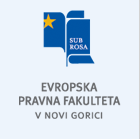 SUB
ROSA
EVROPSKA
PRAVNA FAKULTETA
V NOVI GORICI